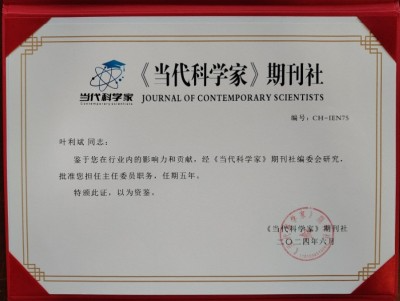 当代科学家
Contemporary scientists
《当代科学家》期刊社
JOURNAL OF CONTEMPORARY SCIENTISTS
编号：CH-IEN75
叶利斌 同志：
鉴于您在行业内的影响力和贡献，经《当代科学家》期刊社编委会研究，
批准您担任主任委员职务，任期五年。
特颁此证，以为资鉴。
《当代科学家》期刊社
二〇二四年六月